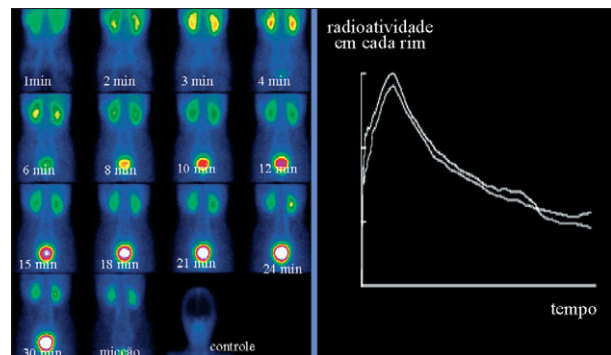 1min
2 min
3 min
4 min
6 min
8 min
10 min
12 min
15 min
18 min
21 min
24 min
30 min
micção
controle
radioatividade
em cada rim
tempo